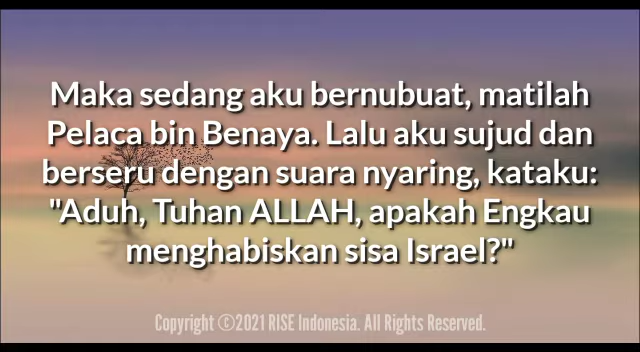 Maka sedang aku bernubuat, matilah
Pelaca bin Benaya. Lalu aku sujud dan
berseru dengan suara nyaring, kataku:
"Aduh, Tuhan ALLAH, apakah Engkau
menghabiskan sisa Israel?"
Copyright ©2021 RISE Indonesia. All Rights Reserved.